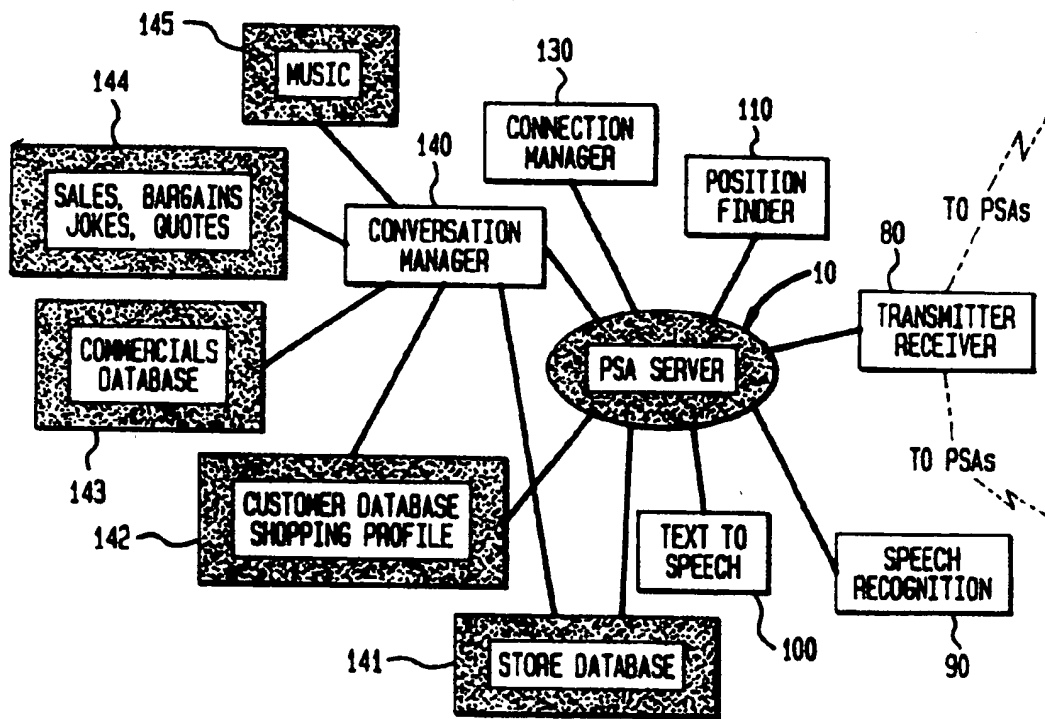 145
MUSIC
144
SALES, BARGAINS
JOKES, QUOTES
140
CONVERSATION
MANAGER
130
CONNECTION
MANAGER
110
POSITION
FINDER
TO PSAs
80
TRANSMITTER
RECEIVER
10
PSA SERVER
COMMERCIALS
DATABASE
143
TO PSAs
CUSTOMER DATABASE
SHOPPING PROFILE
142
TEXT TO
SPEECH
100
SPEECH
RECOGNITION
90
STORE DATABASE
141